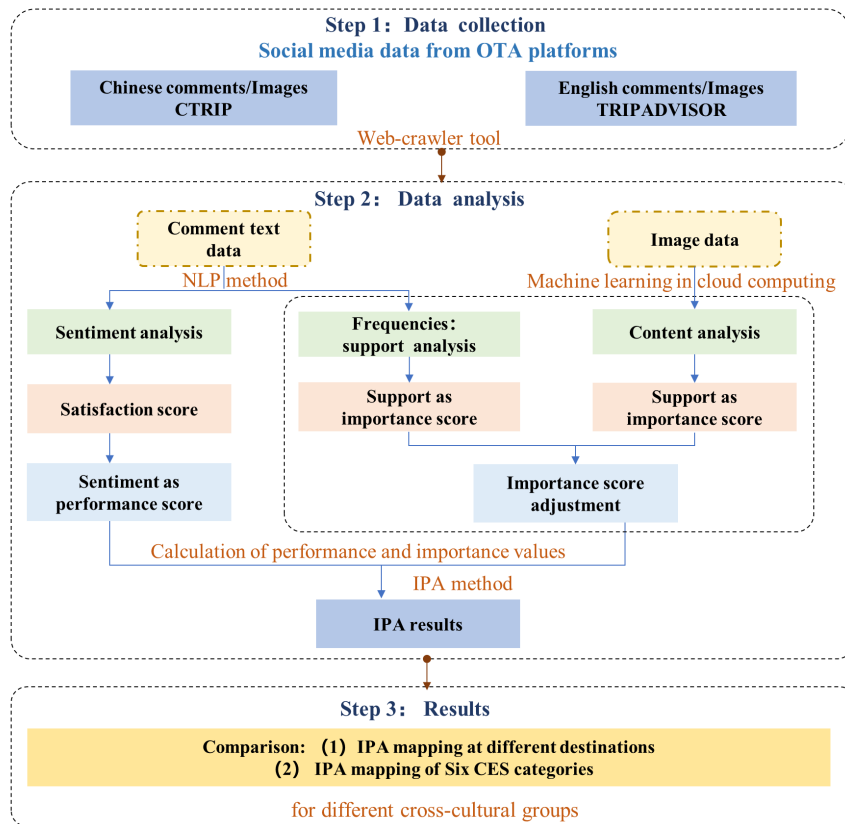 Step 1：Data collection
Social media data from OTA platforms
Chinese comments/Images
CTRIP
English comments/Images
TRIPADVISOR
Web-crawler tool
Step 2： Data analysis
Comment text
data
Image data
NLP method
Machine learning in cloud computing
Sentiment analysis
Frequencies：
support analysis
Content analysis
Satisfaction score
Support as
importance score
Support as
importance score
Sentiment as
performance score
Importance score
adjustment
Calculation of performance and importance values
IPA method
IPA results
Step 3： Results
Comparison: （1）IPA mapping at different destinations
（2） IPA mapping of Six CES categories
for different cross-cultural groups